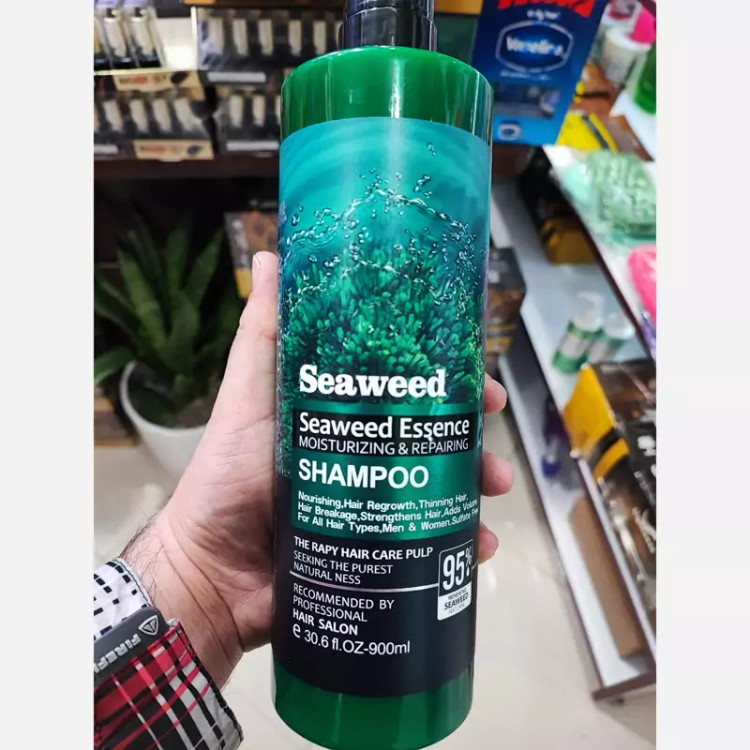 Vaseline
Seaweed
Seaweed Essence
MOISTURIZING & REPAIRING
SHAMPOO
Nourishing,Hair Regrowth,Thinning Hair,
Hair Breakage,Strengthens Hair,Adds Volume
For All Hair Types,Men & Women.Sulfate Free
THE RAPY HAIR CARE PULP
SEEKING THE PUREST
NATURAL NESS
95%
SEAWEED
RECOMMENDED BY
PROFESSIONAL
HAIR SALON
e 30.6 fl.OZ-900ml